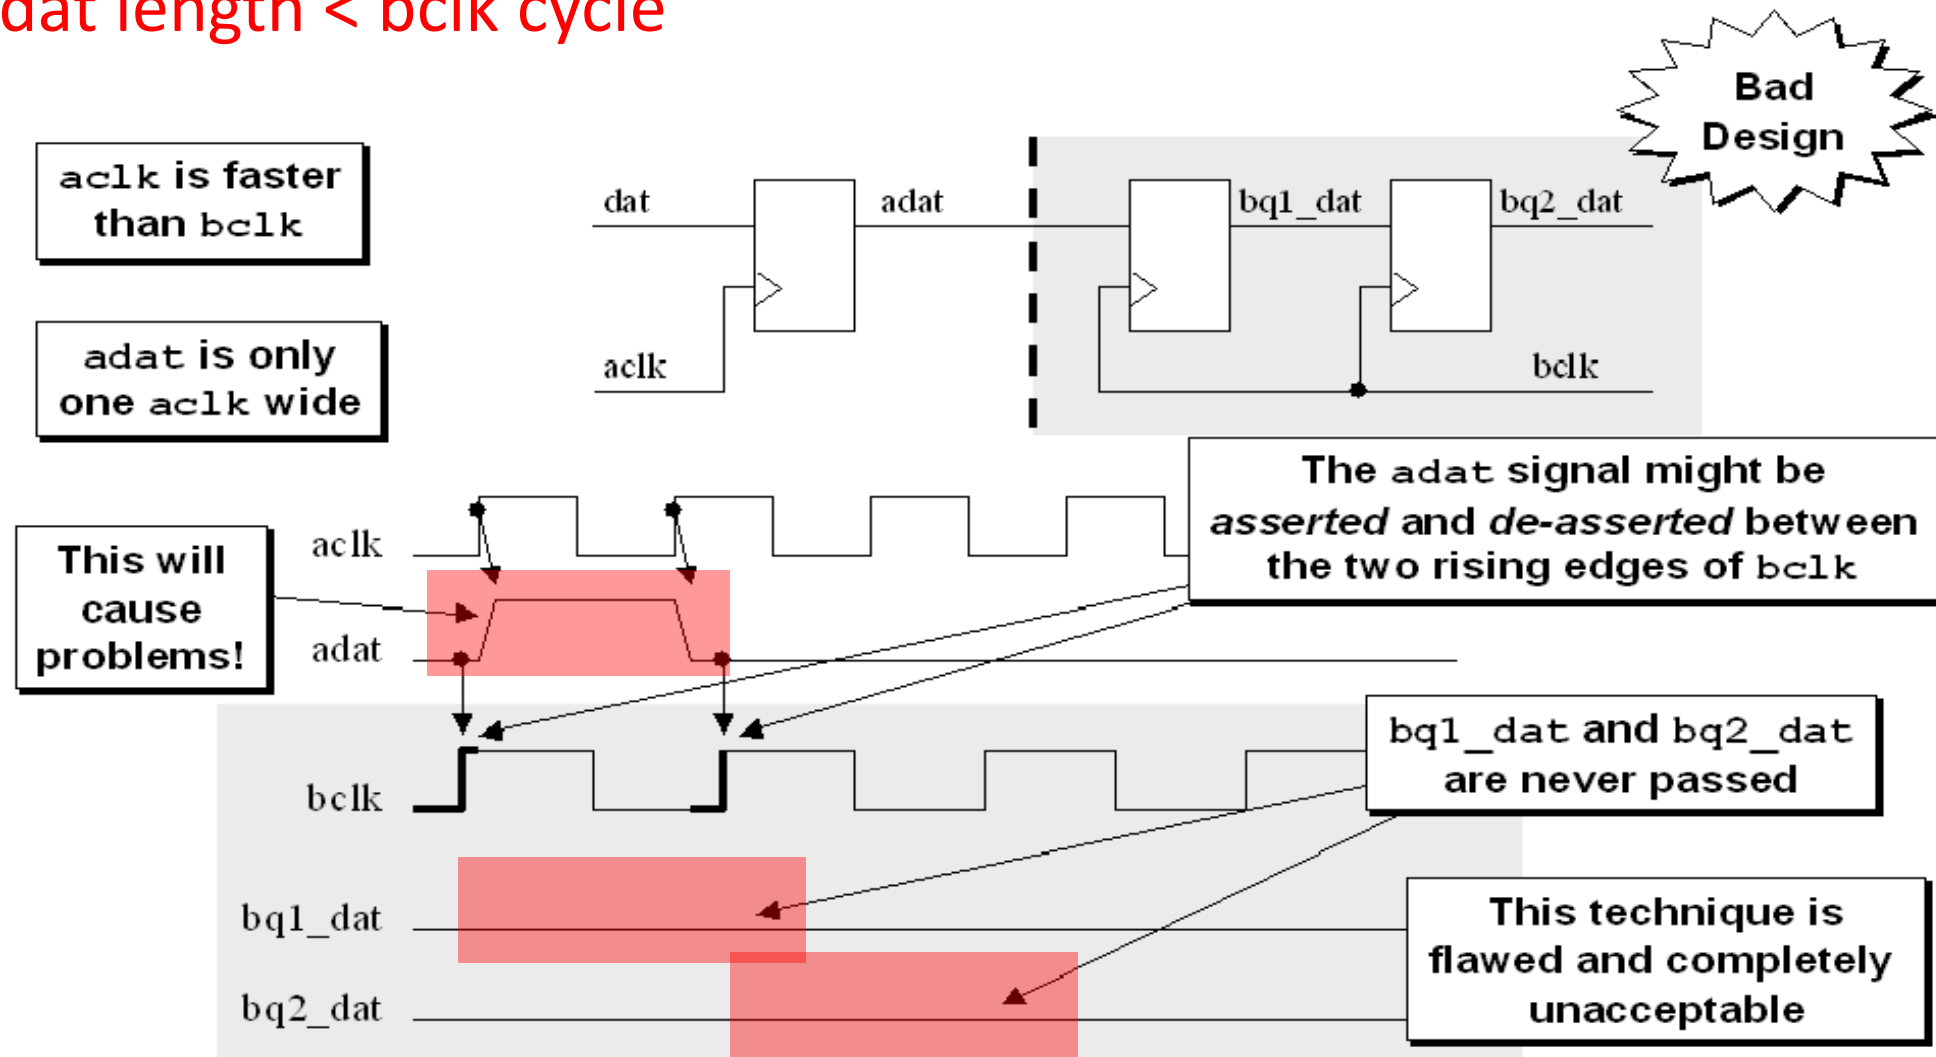 dat length < bclk cycle
Bad
Design
aclk is faster
than bclk
dat
adat
bq1_dat
bq2_dat
adat is only
one aclk wide
aclk
bclk
The adat signal might be
asserted and de-asserted between
the two rising edges of bclk
aclk
This will
cause
problems!
adat
bq1_dat and bq2_dat
are never passed
bclk
bq1_dat
This technique is
flawed and completely
unacceptable
bq2_dat